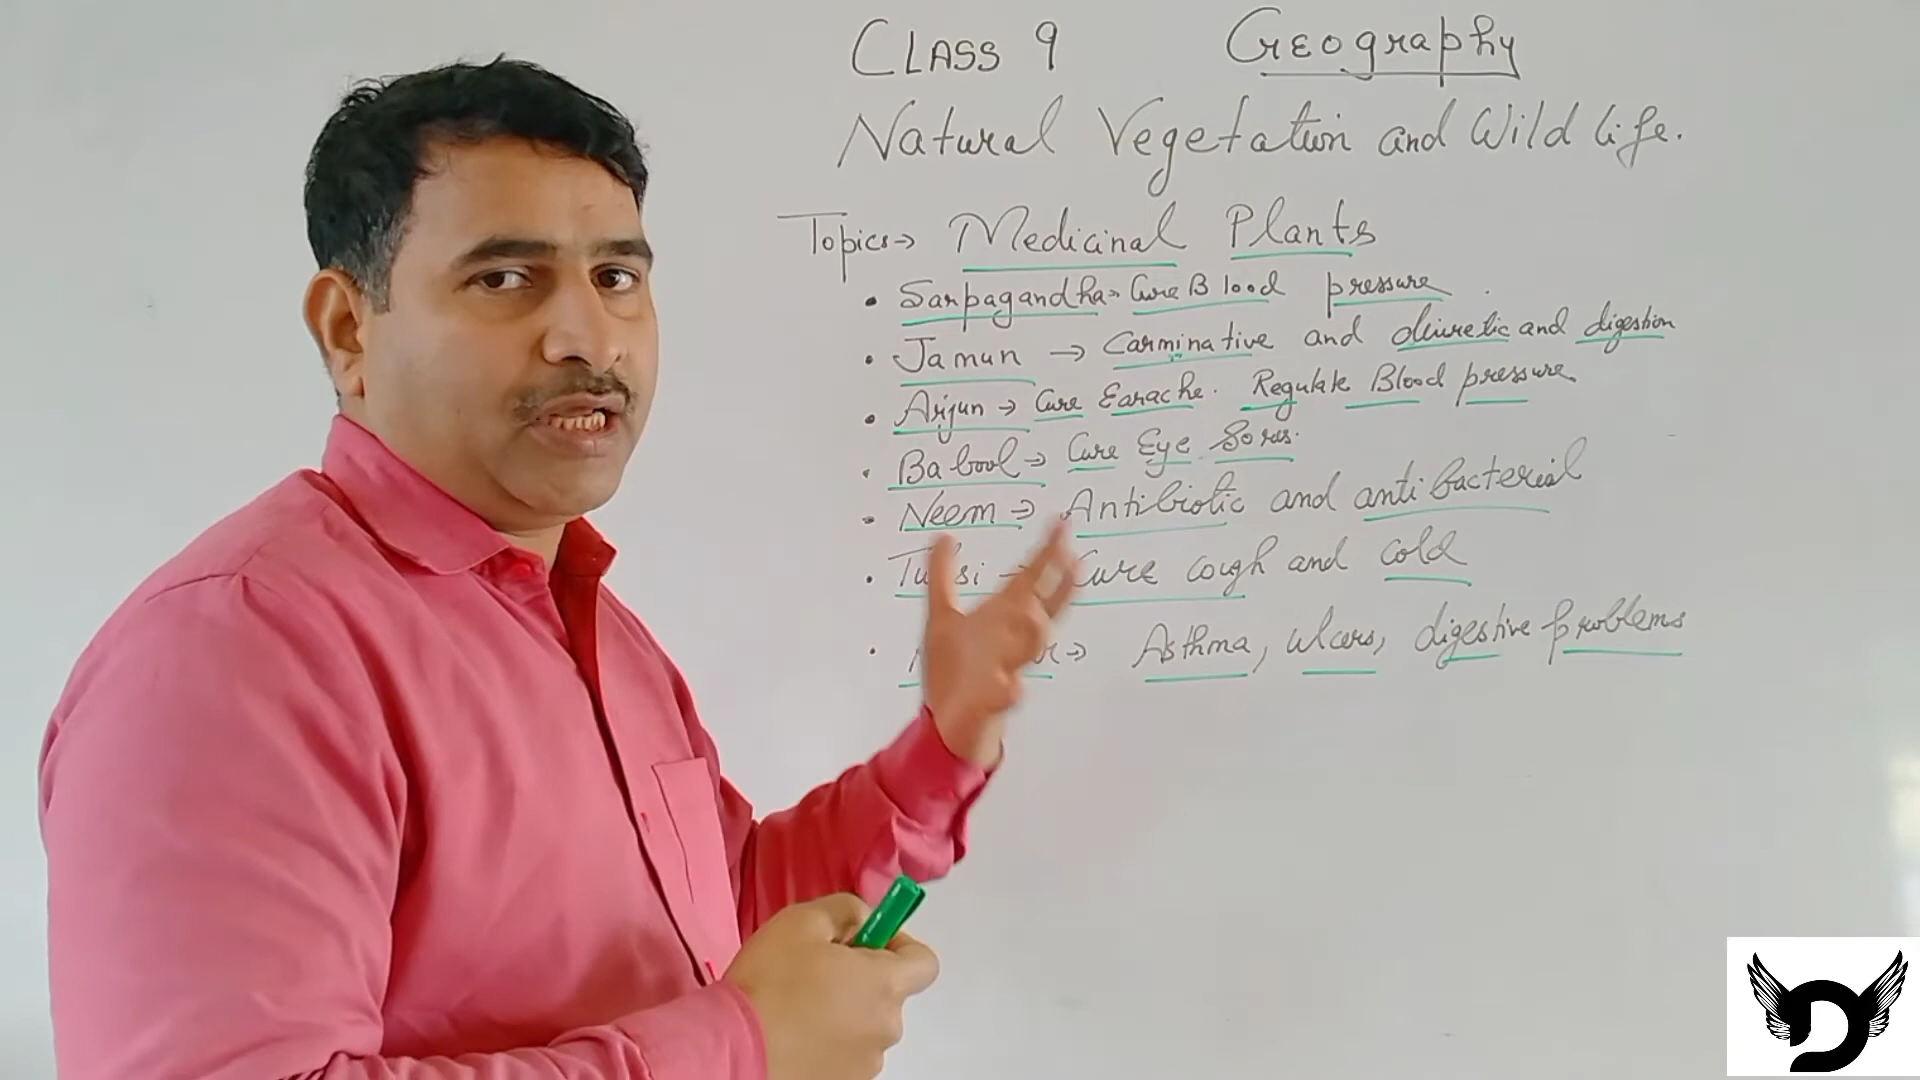 CLASS 9 Geography
Natural Vegetation and Wild life.
Topics → Medicinal Plants
• Sarpagandha → Cure Blood pressure
• Jamun → Carminative and diuretic and digestion
• Arjun → Cure Earache. Regulate Blood pressure
• Babool → Cure Eye Sores.
• Neem → Antibiotic and antibacterial
• Tulsi → Cure cough and cold
• → Asthma, ulcers, digestive problems